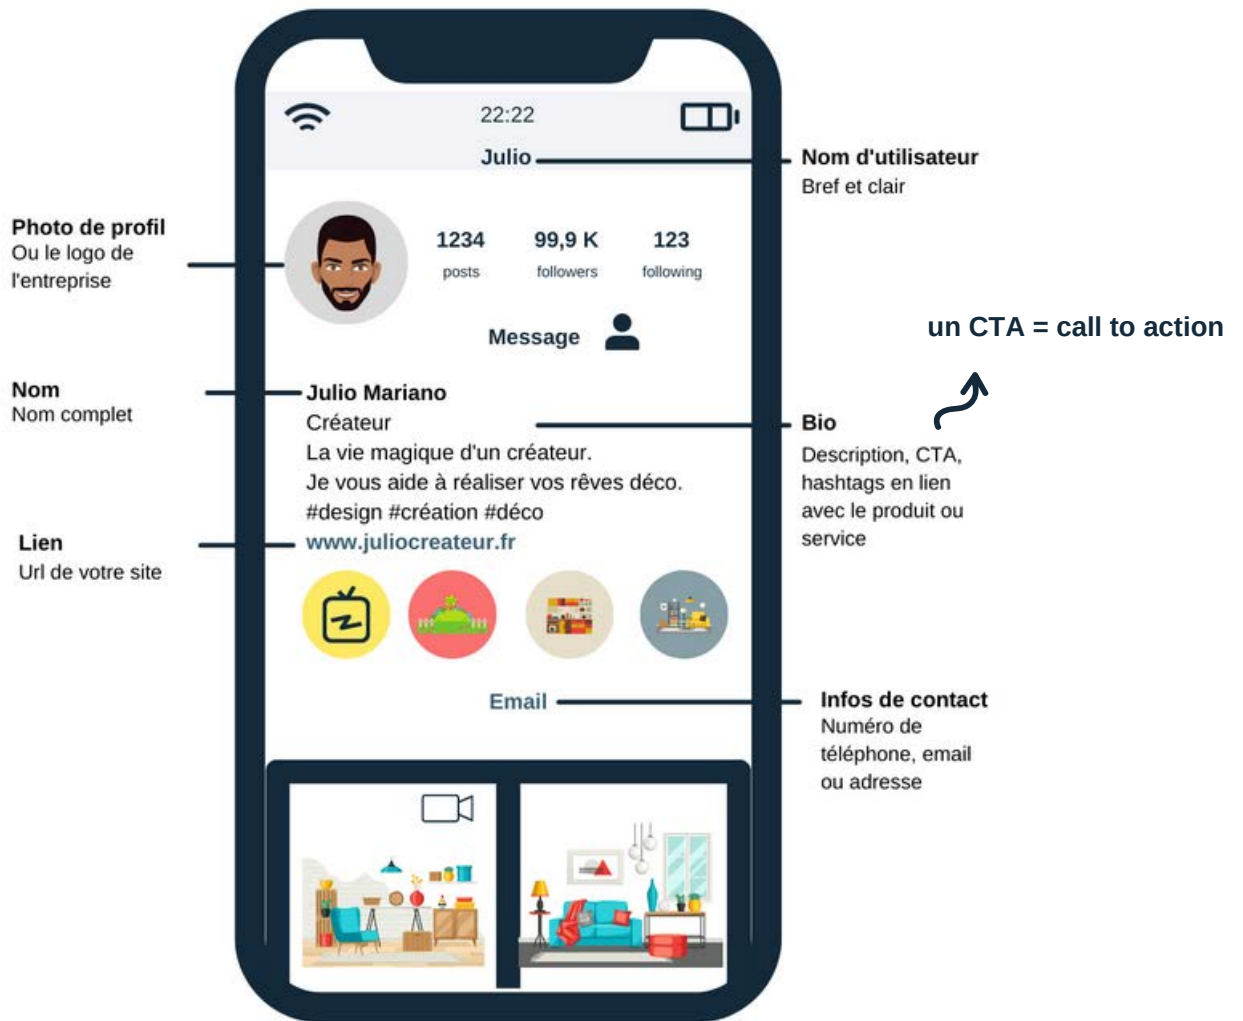 22:22
Julio
Nom d'utilisateur
Bref et clair
Photo de profil
Ou le logo de
l'entreprise
1234 99,9 K 123
posts followers following
Message
un CTA = call to action
Nom
Nom complet
Julio Mariano
Créateur
La vie magique d'un créateur.
Je vous aide à réaliser vos rêves déco.
#design #création #déco
www.juliocreateur.fr
Bio
Description, CTA,
hashtags en lien
avec le produit ou
service
Lien
Url de votre site
Email
Infos de contact
Numéro de
téléphone, email
ou adresse